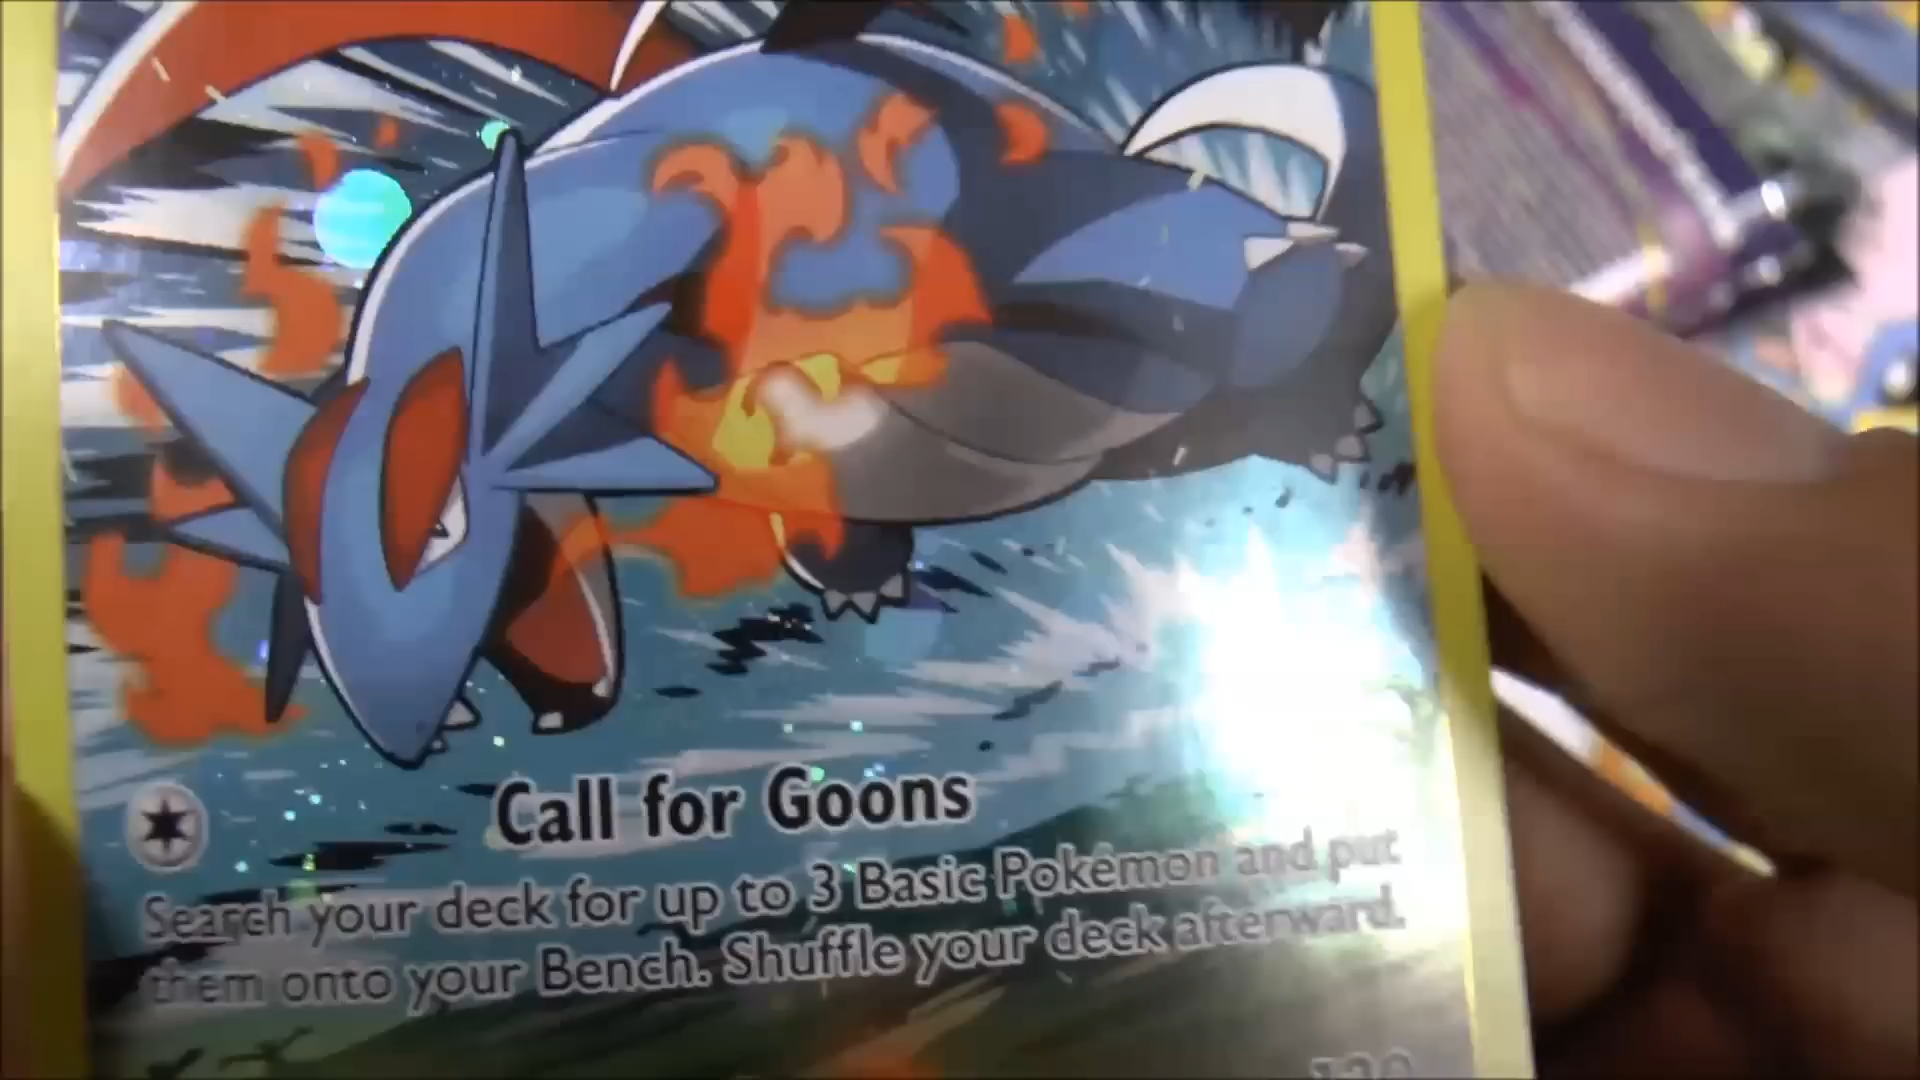 Call for Goons
Search your deck for up to 3 Basic Pokémon and put
them onto your Bench. Shuffle your deck afterward.
130